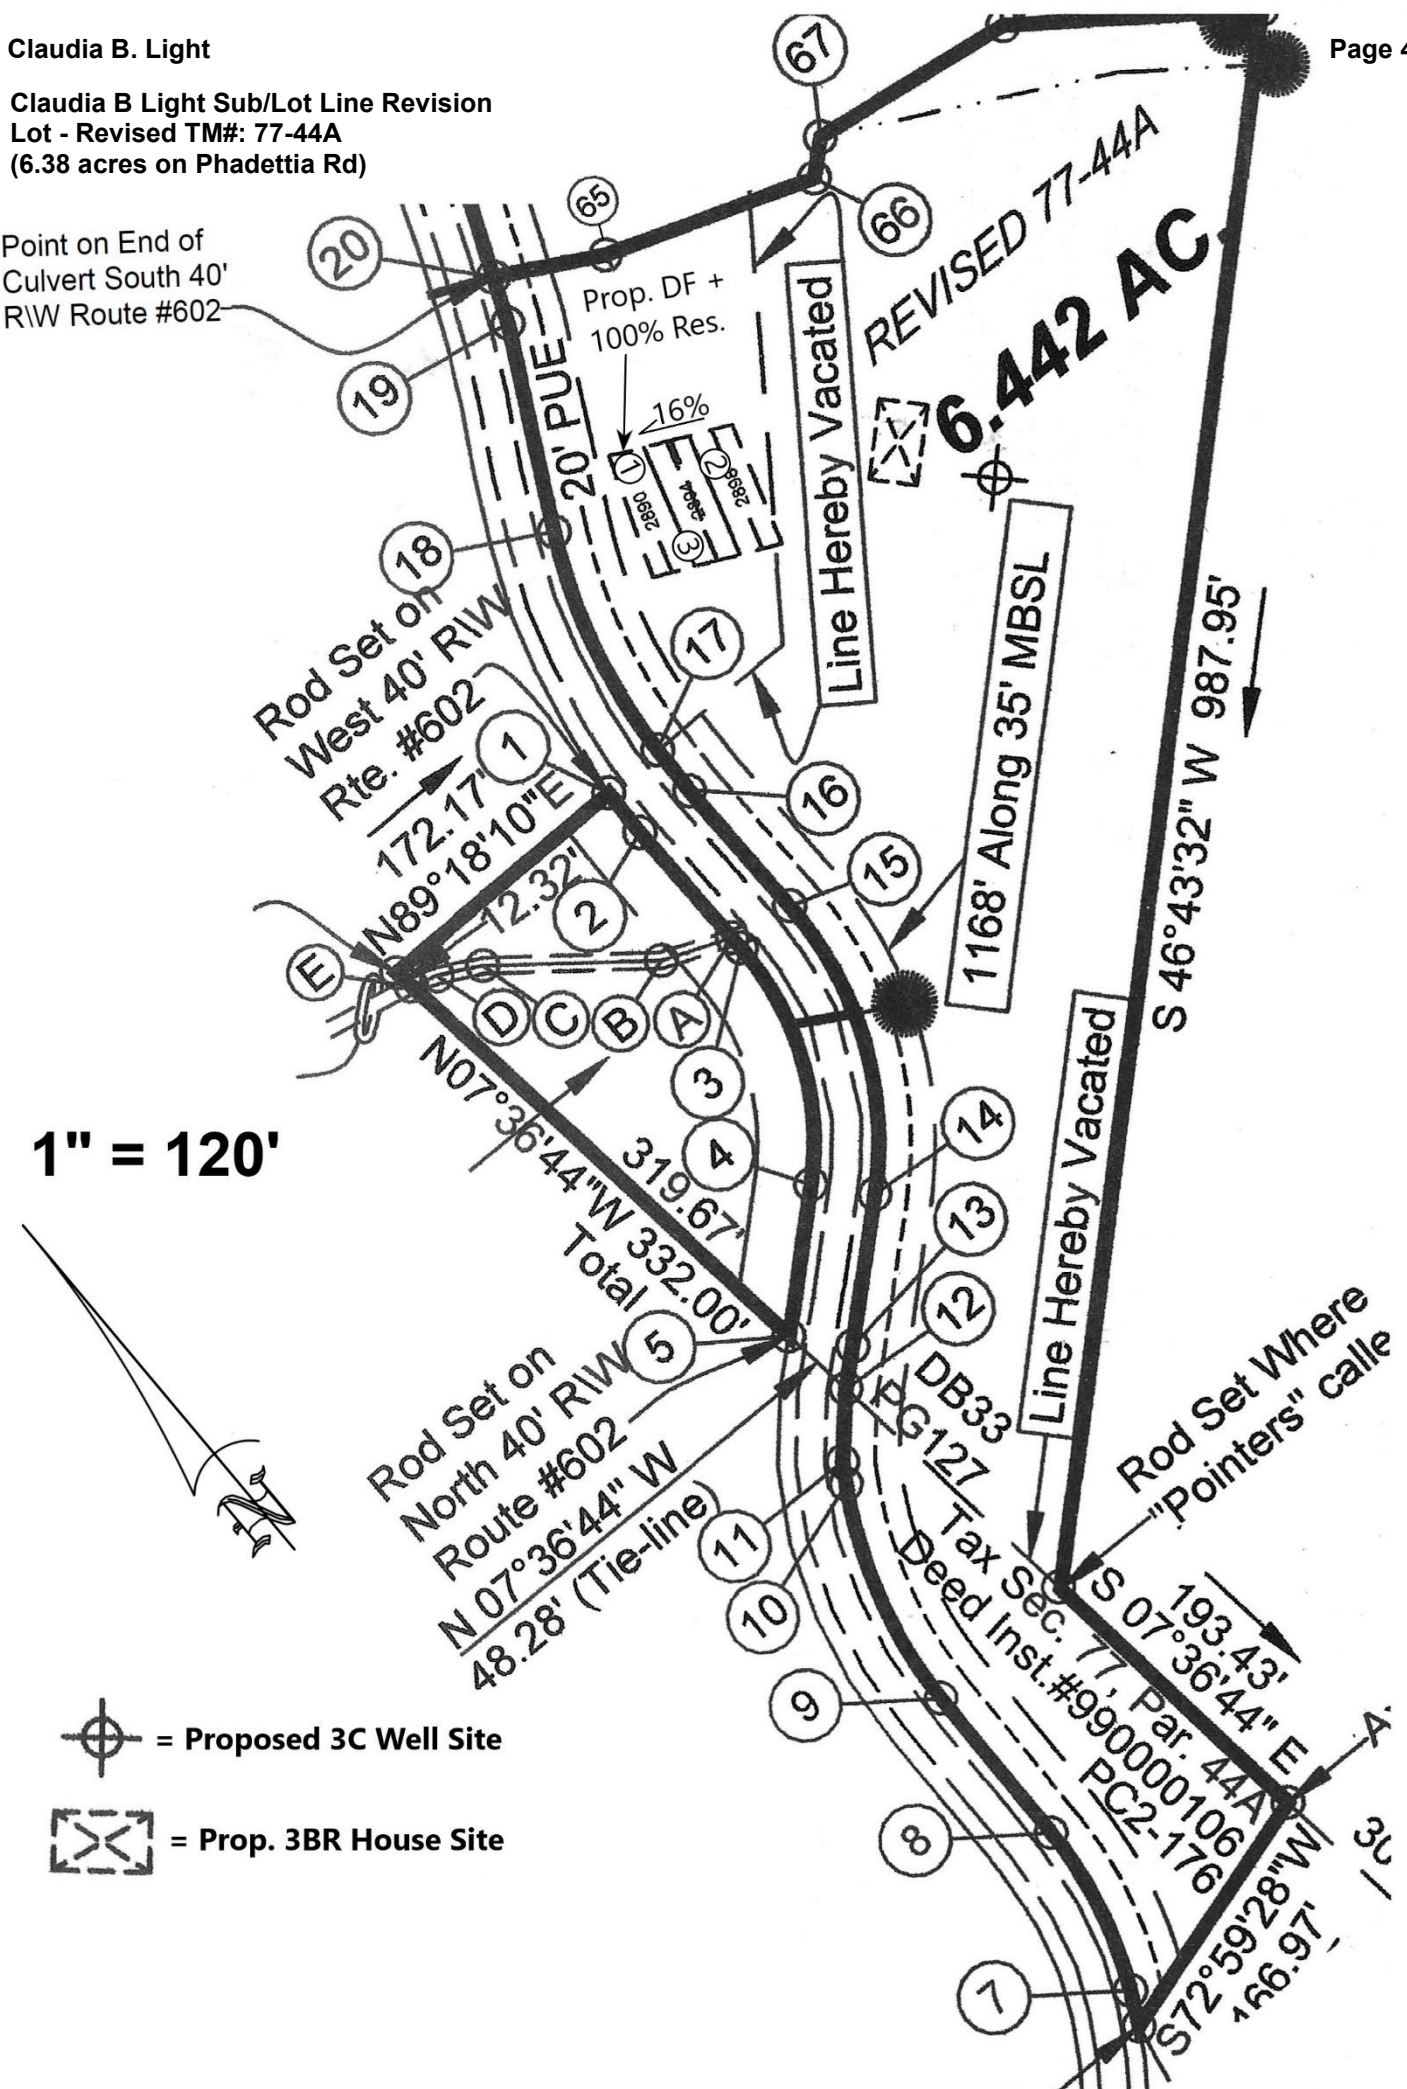 Claudia B. Light
Page 4
Claudia B Light Sub/Lot Line Revision
Lot - Revised TM#: 77-44A
(6.38 acres on Phadettia Rd)
67
65
66
20
Point on End of
Culvert South 40'
R\W Route #602
19
Prop. DF +
100% Res.
16%
20' PUE
1
2
3
2890
2894
2898
REVISED 77-44A
6.442 AC.
Line Hereby Vacated
18
Rod Set on
West 40' R\W
Rte. #602
17
1
172.17'
N89°18'10"E
12.32'
16
2
15
1168' Along 35' MBSL
S 46°43'32" W 987.95'
E
D
C
B
A
3
4
14
N07°36'44"W 332.00'
Total
319.67'
13
12
5
1" = 120'
Line Hereby Vacated
Rod Set on
North 40' R\W
Route #602
N 07°36'44" W
48.28' (Tie-line)
DB33
PG127
11
10
Rod Set Where
"Pointers" calle
Tax Sec. 77, Par. 44A
Deed Inst.#990000106
PC2-176
193.43'
S 07°36'44" E
9
8
7
= Proposed 3C Well Site
= Prop. 3BR House Site
S72°59'28"W
166.97'
N